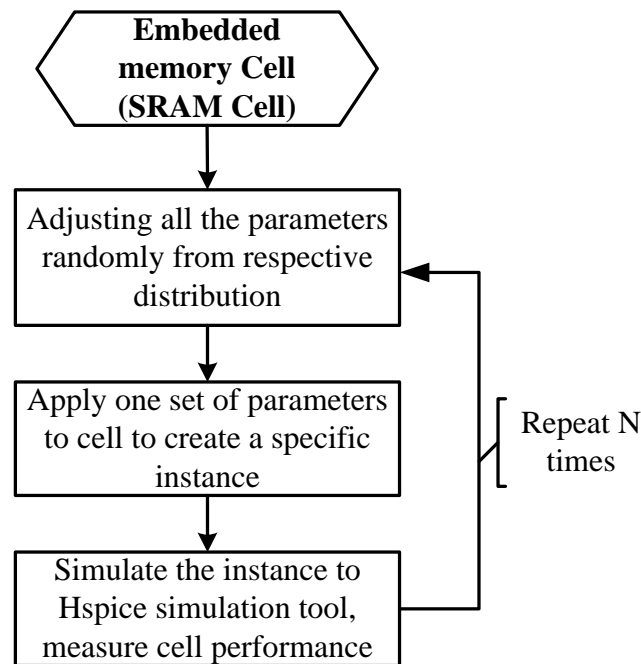 Embedded
memory Cell
(SRAM Cell)
Adjusting all the parameters
randomly from respective
distribution
Apply one set of parameters
to cell to create a specific
instance
Repeat N
times
Simulate the instance to
Hspice simulation tool,
measure cell performance